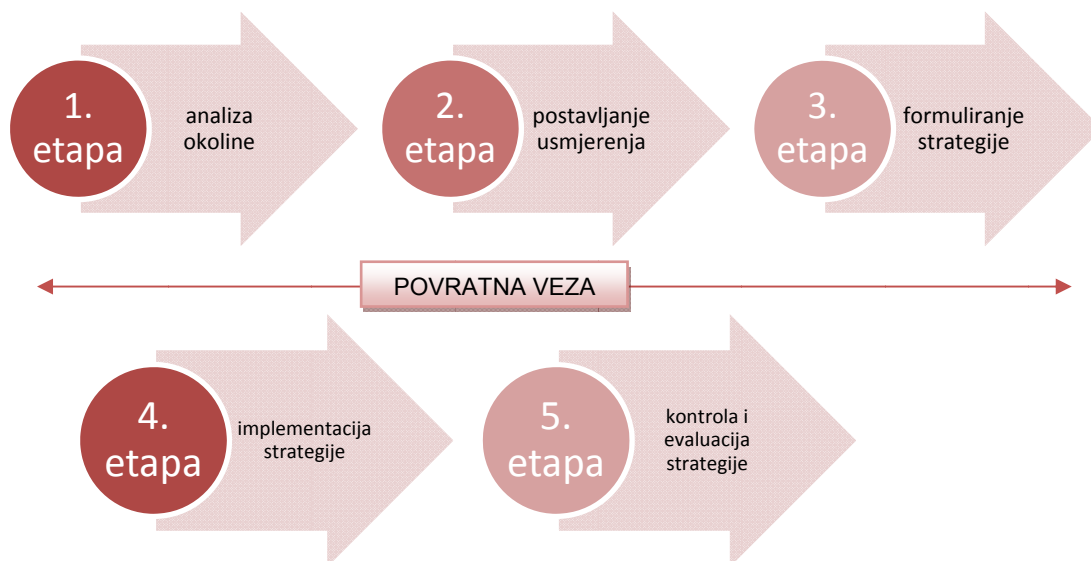 1.
etapa
analiza
okoline
2.
etapa
postavljanje
usmjerenja
3.
etapa
formuliranje
strategije
POVRATNA VEZA
4.
etapa
implementacija
strategije
5.
etapa
kontrola i
evaluacija
strategije